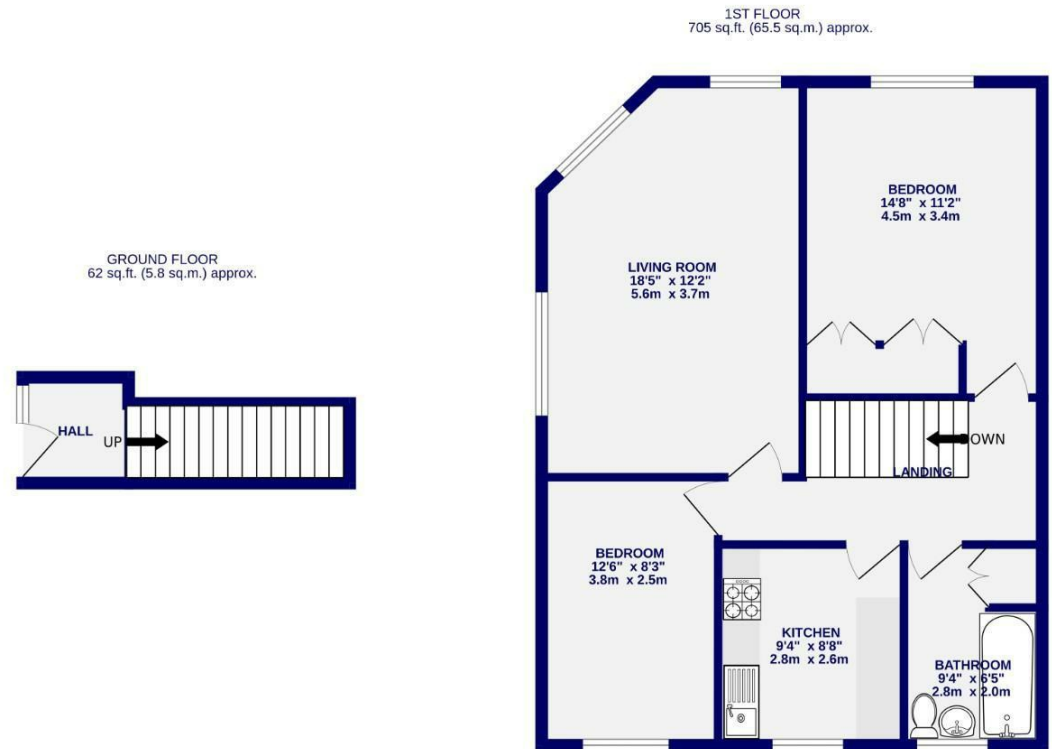 1ST FLOOR
705 sq.ft. (65.5 sq.m.) approx.
GROUND FLOOR
62 sq.ft. (5.8 sq.m.) approx.
HALL
UP
LIVING ROOM
18'5" x 12'2"
5.6m x 3.7m
BEDROOM
14'8" x 11'2"
4.5m x 3.4m
DOWN
LANDING
BEDROOM
12'6" x 8'3"
3.8m x 2.5m
KITCHEN
9'4" x 8'8"
2.8m x 2.6m
BATHROOM
9'4" x 6'5"
2.8m x 2.0m